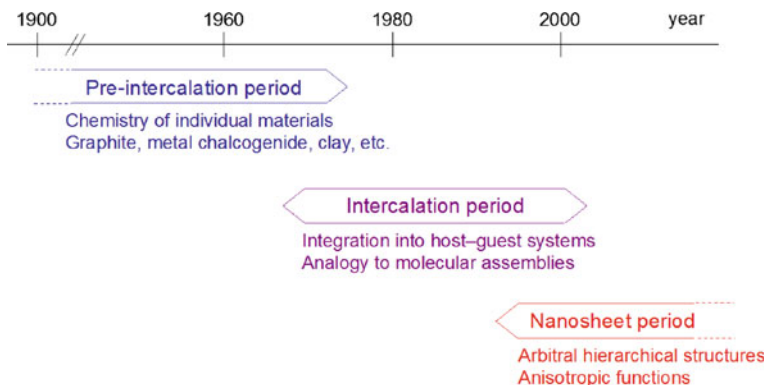 1900 1960 1980 2000 year
Pre-intercalation period
Chemistry of individual materials
Graphite, metal chalcogenide, clay, etc.
Intercalation period
Integration into host–guest systems
Analogy to molecular assemblies
Nanosheet period
Arbitral hierarchical structures
Anisotropic functions